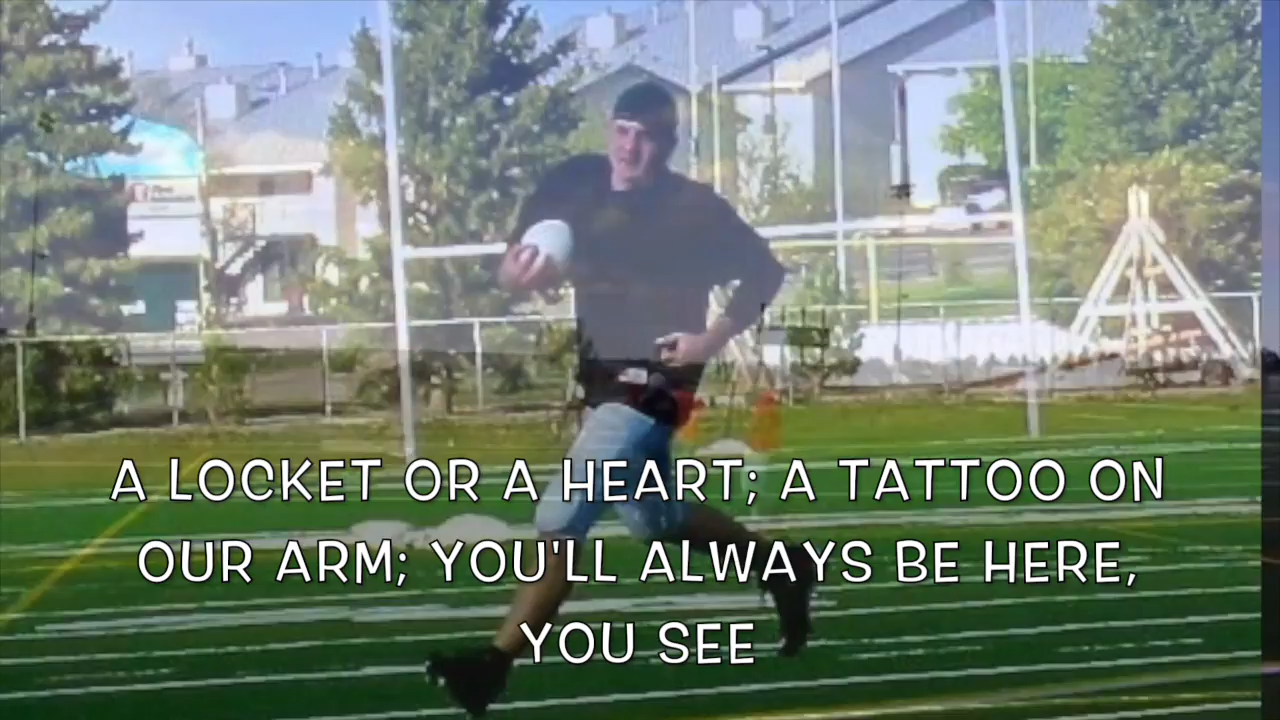 A LOCKET OR A HEART; A TATTOO ON
OUR ARM; YOU'LL ALWAYS BE HERE,
YOU SEE